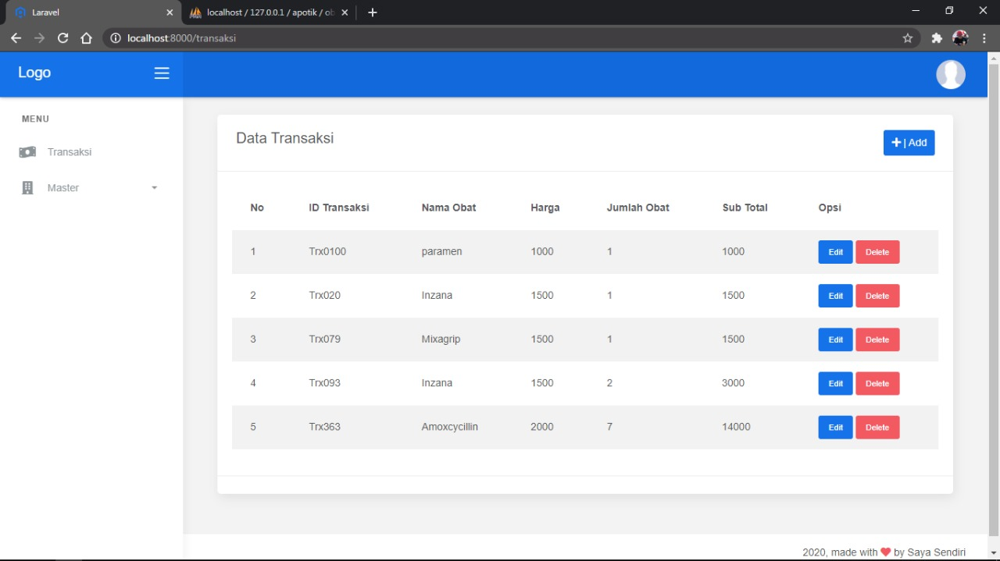 Laravel
localhost / 127.0.0.1 / apotik / ob
localhost:8000/transaksi
Logo
MENU
Transaksi
Master
Data Transaksi
| Add
No ID Transaksi Nama Obat Harga Jumlah Obat Sub Total Opsi
1 Trx0100 paramen 1000 1 1000 Edit Delete
2 Trx020 Inzana 1500 1 1500 Edit Delete
3 Trx079 Mixagrip 1500 1 1500 Edit Delete
4 Trx093 Inzana 1500 2 3000 Edit Delete
5 Trx363 Amoxcycillin 2000 7 14000 Edit Delete
2020, made with ❤ by Saya Sendiri